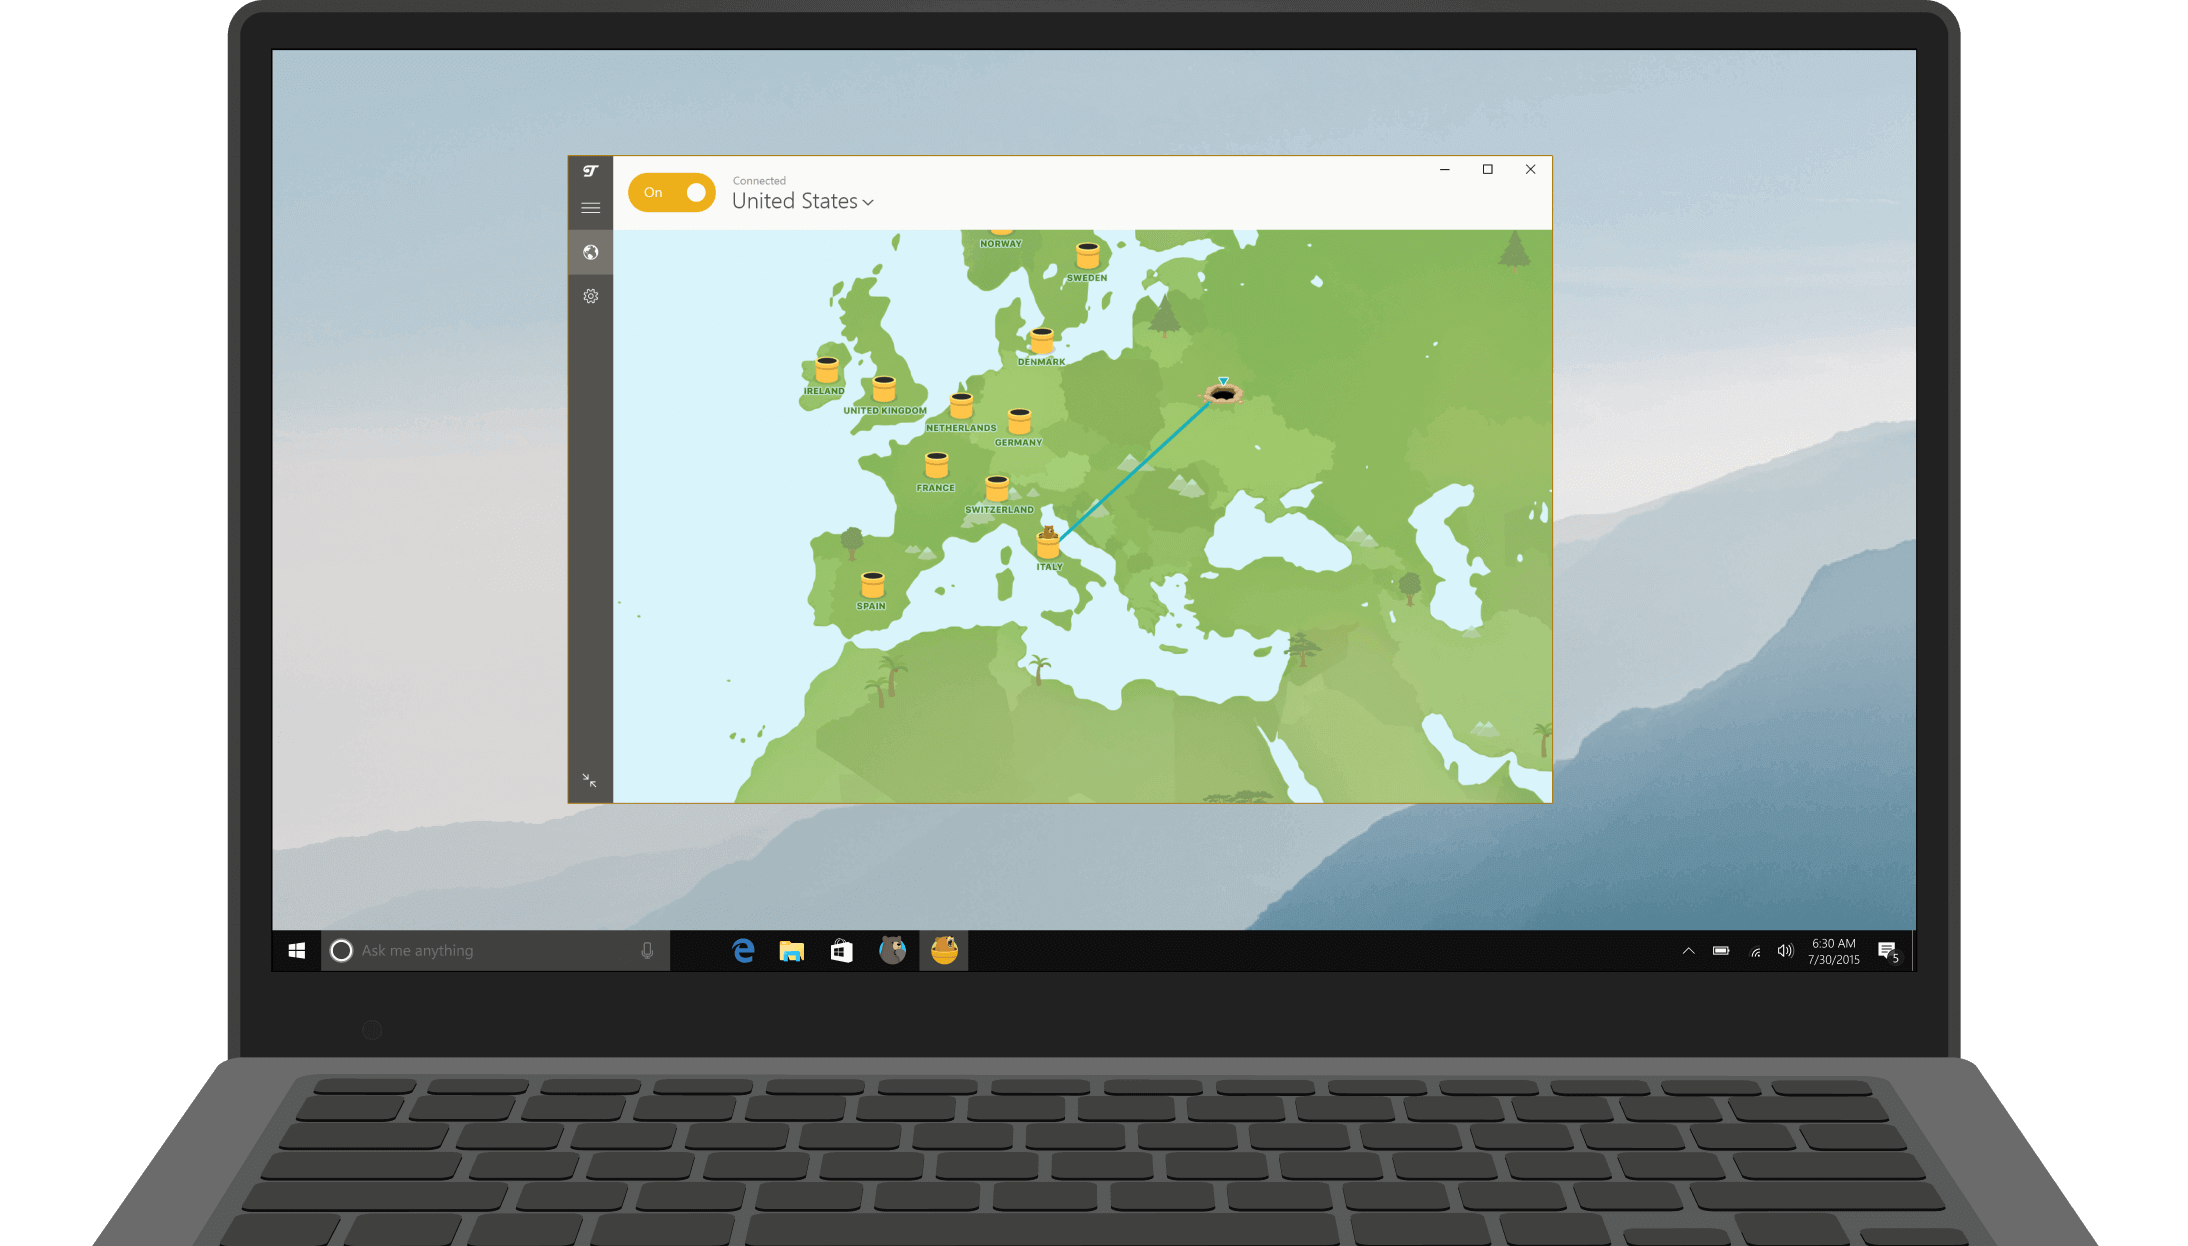 Connected
On
United States
NORWAY
SWEDEN
DENMARK
IRELAND
UNITED KINGDOM
NETHERLANDS
GERMANY
FRANCE
SWITZERLAND
ITALY
SPAIN
Ask me anything
6:30 AM
7/30/2015
5